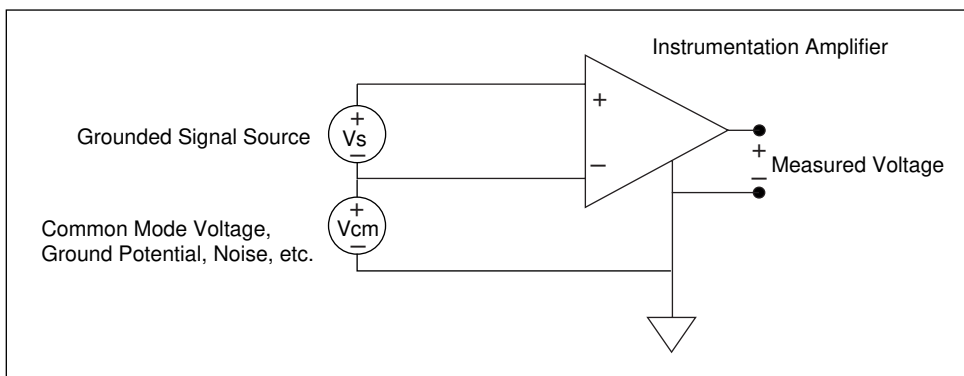 Instrumentation Amplifier
+
Grounded Signal Source
+
Vs
−
−
+
−
Measured Voltage
Common Mode Voltage,
Ground Potential, Noise, etc.
+
Vcm
−